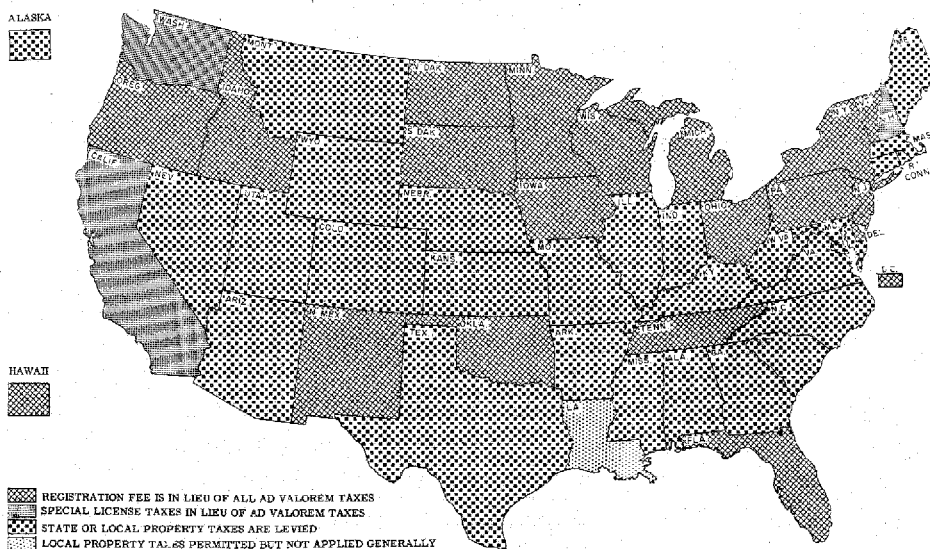 ALASKA
WASH.
MONT.
N. DAK.
MINN.
ME.
OREG.
IDAHO
WIS.
MICH.
N.Y.
S. DAK.
WYO.
MAS
R.
CONN
CALIF.
NEV.
UTAH
NEBR.
IOWA
ILL.
IND.
OHIO
PA.
N.J.
DEL.
COLO.
KANS.
MO.
KY.
W. VA.
ARIZ.
N. MEX.
OKLA.
ARK.
TENN.
N.C.
TEX.
MISS.
ALA.
LA.
FLA.
HAWAII
REGISTRATION FEE IS IN LIEU OF ALL AD VALOREM TAXES
SPECIAL LICENSE TAXES IN LIEU OF AD VALOREM TAXES
STATE OR LOCAL PROPERTY TAXES ARE LEVIED
LOCAL PROPERTY TAXES PERMITTED BUT NOT APPLIED GENERALLY